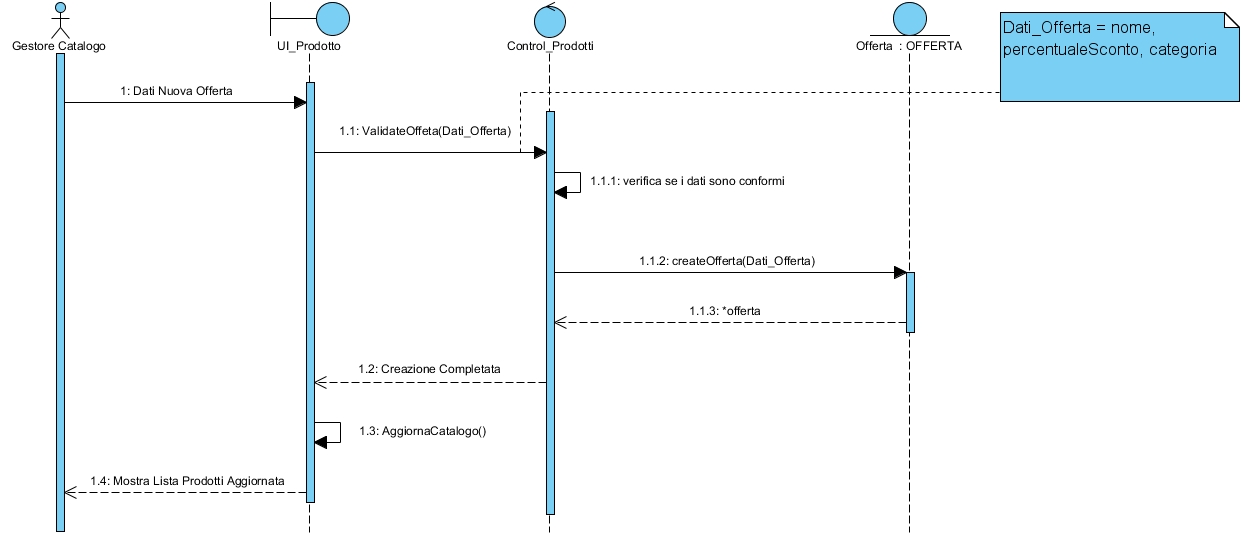 Gestore Catalogo
UI_Prodotto
Control_Prodotti
Offerta : OFFERTA
Dati_Offerta = nome,
percentualeSconto, categoria
1: Dati Nuova Offerta
1.1: ValidateOffeta(Dati_Offerta)
1.1.1: verifica se i dati sono conformi
1.1.2: createOfferta(Dati_Offerta)
1.1.3: *offerta
1.2: Creazione Completata
1.3: AggiornaCatalogo()
1.4: Mostra Lista Prodotti Aggiornata